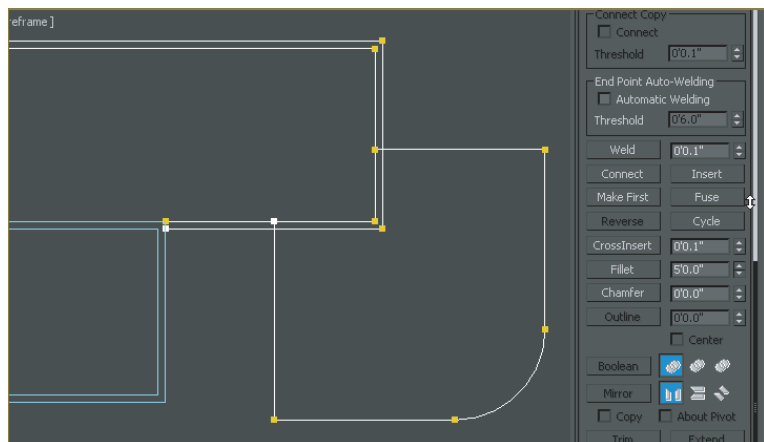 reframe ]
Connect Copy
Connect
Threshold 0'0.1"
End Point Auto-Welding
Automatic Welding
Threshold 0'6.0"
Weld 0'0.1"
Connect Insert
Make First Fuse
Reverse Cycle
CrossInsert 0'0.1"
Fillet 5'0.0"
Chamfer 0'0.0"
Outline 0'0.0"
Center
Boolean
Mirror
Copy About Pivot
Trim Extend